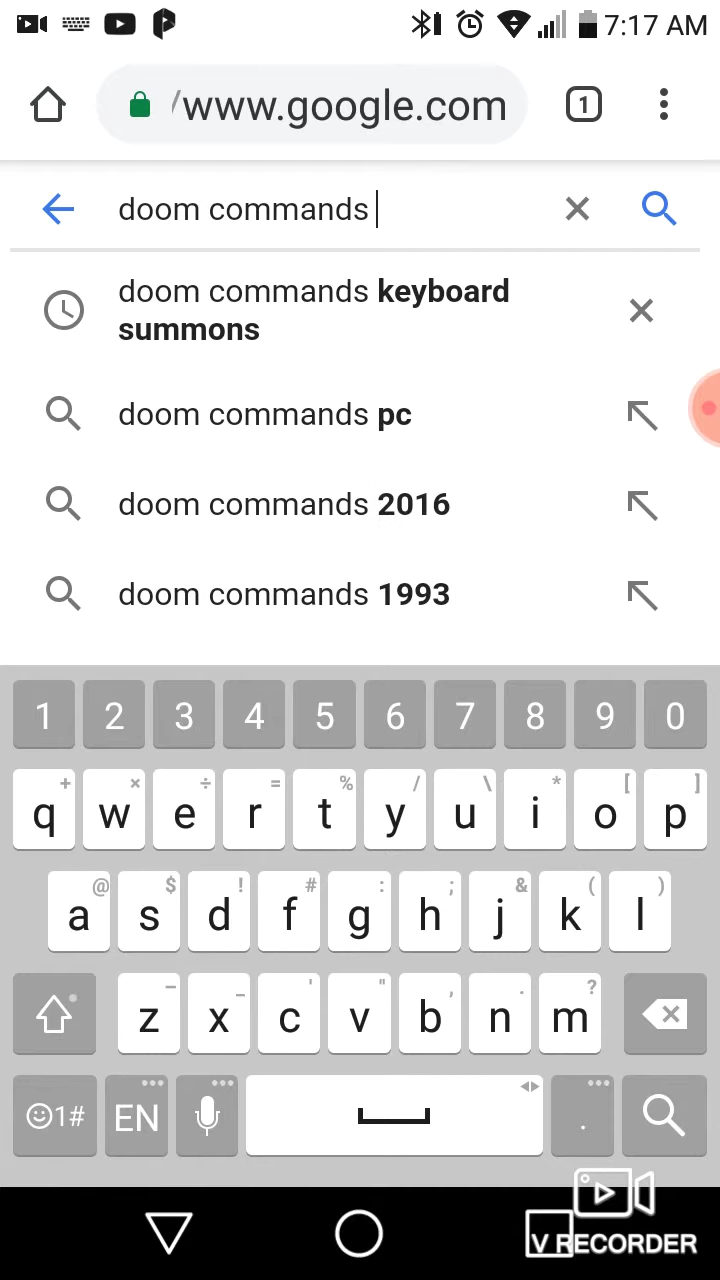 7:17 AM
/www.google.com
1
doom commands
doom commands keyboard
summons
doom commands pc
doom commands 2016
doom commands 1993
1 2 3 4 5 6 7 8 9 0
+ × ÷ = % / \ * [ ]
q w e r t y u i o p
@ $ ! # : ; & ( )
a s d f g h j k l
– _ ' " , . ?
z x c v b n m
1# EN .
V RECORDER